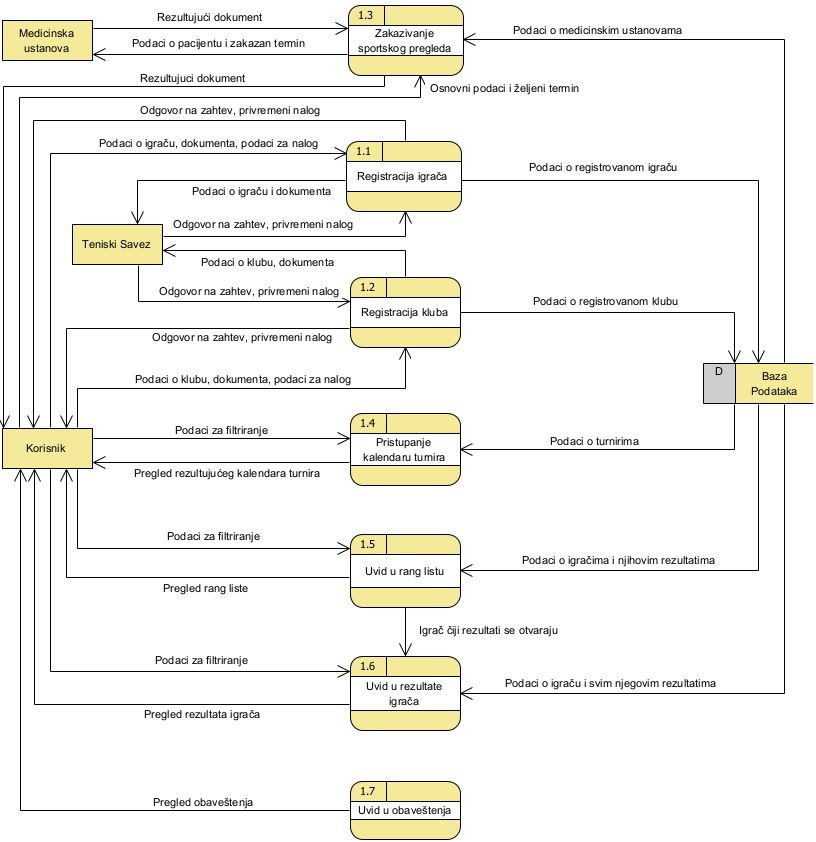 Rezultujući dokument
1.3
Medicinska
ustanova
Zakazivanje
sportskog pregleda
Podaci o medicinskim ustanovama
Podaci o pacijentu i zakazan termin
Rezultujuci dokument
Osnovni podaci i željeni termin
Odgovor na zahtev, privremeni nalog
Podaci o igraču, dokumenta, podaci za nalog
1.1
Registracija igrača
Podaci o registrovanom igraču
Podaci o igraču i dokumenta
Odgovor na zahtev, privremeni nalog
Teniski Savez
Podaci o klubu, dokumenta
Odgovor na zahtev, privremeni nalog
1.2
Registracija kluba
Podaci o registrovanom klubu
Odgovor na zahtev, privremeni nalog
D
Baza
Podataka
Podaci o klubu, dokumenta, podaci za nalog
1.4
Podaci za filtriranje
Korisnik
Pristupanje
kalendaru turnira
Podaci o turnirima
Pregled rezultujućeg kalendara turnira
Podaci za filtriranje
1.5
Uvid u rang listu
Podaci o igračima i njihovim rezultatima
Pregled rang liste
Igrač čiji rezultati se otvaraju
Podaci za filtriranje
1.6
Uvid u rezultate
igrača
Podaci o igraču i svim njegovim rezultatima
Pregled rezultata igrača
1.7
Pregled obaveštenja
Uvid u obaveštenja